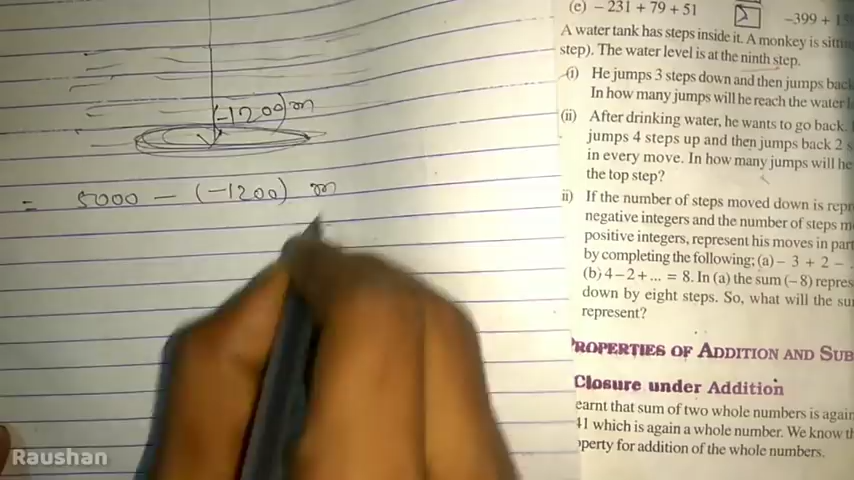 (-1200) m
= 5000 - (-1200) m
Raushan
(e) - 231 + 79 + 51
-399 + 15
A water tank has steps inside it. A monkey is sittin
step). The water level is at the ninth step.
(i) He jumps 3 steps down and then jumps back
In how many jumps will he reach the water
(ii) After drinking water, he wants to go back.
jumps 4 steps up and then jumps back 2 s
in every move. In how many jumps will he
the top step?
ii) If the number of steps moved down is repr
negative integers and the number of steps m
positive integers, represent his moves in part
by completing the following; (a) - 3 + 2 -
(b) 4 - 2 + ... = 8. In (a) the sum (- 8) repres
down by eight steps. So, what will the su
represent?
PROPERTIES OF ADDITION AND SUB
Closure under Addition
earnt that sum of two whole numbers is again
41 which is again a whole number. We know th
operty for addition of the whole numbers.